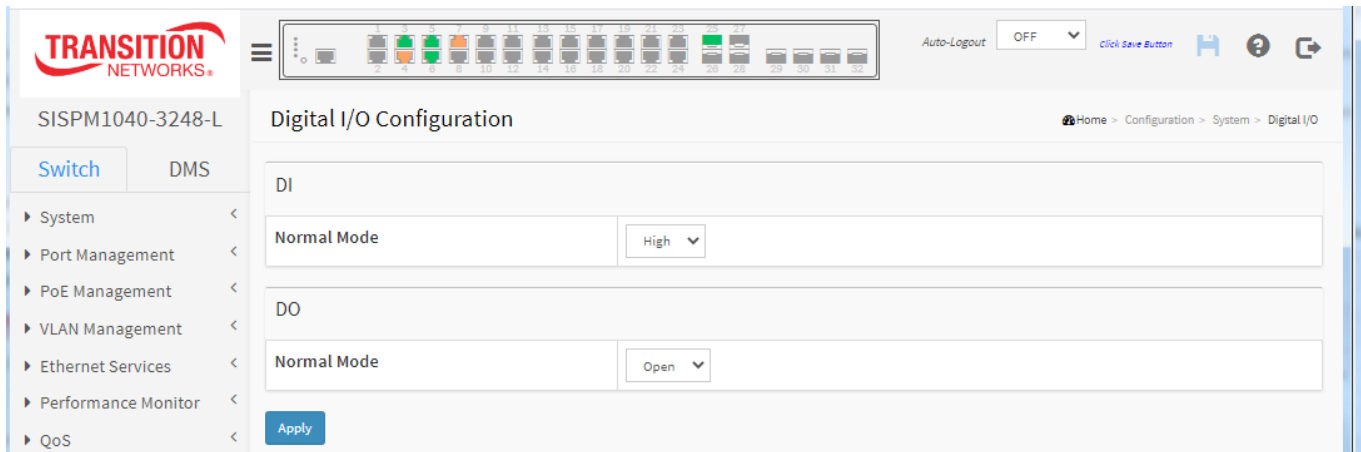 TRANSITION
NETWORKS®
1 3 5 7 9 11 13 15 17 19 21 23 25 27
2 4 6 8 10 12 14 16 18 20 22 24 26 28 29 30 31 32
Auto-Logout OFF Click Save Button
SISPM1040-3248-L
Switch DMS
System
Port Management
PoE Management
VLAN Management
Ethernet Services
Performance Monitor
QoS
Digital I/O Configuration
Home > Configuration > System > Digital I/O
DI
Normal Mode High
DO
Normal Mode Open
Apply